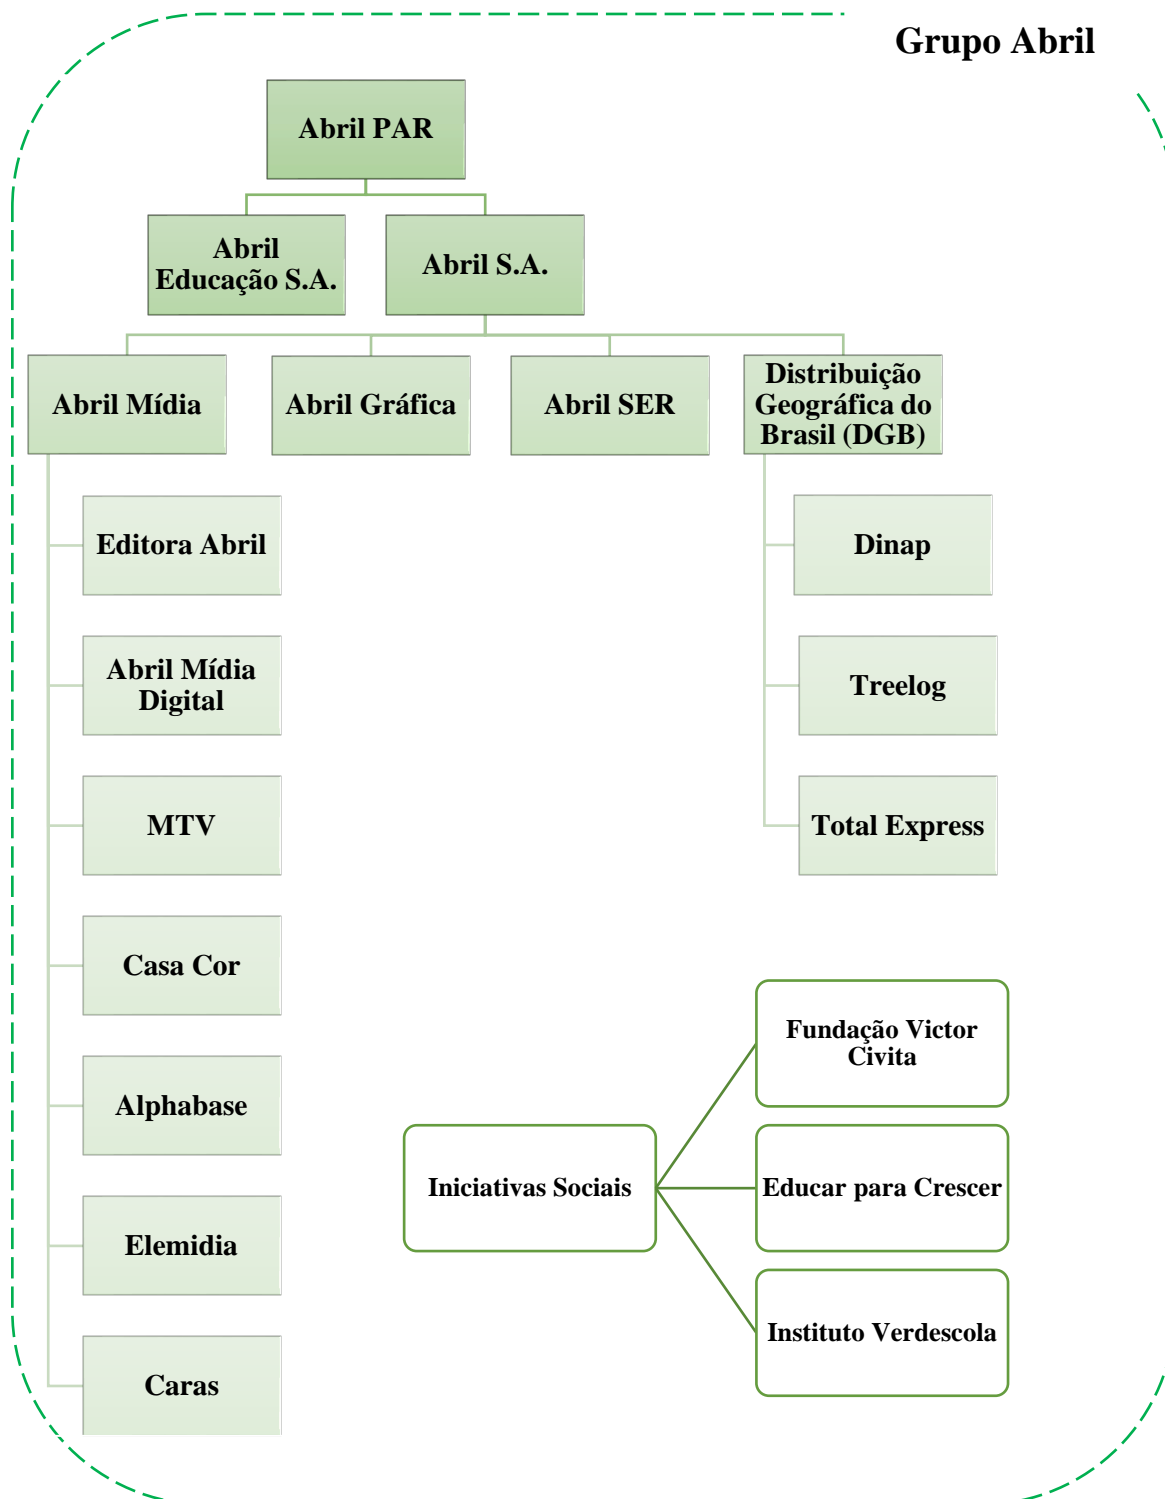 Grupo Abril
Abril PAR
Abril
Educação S.A.
Abril S.A.
Abril Mídia
Abril Gráfica
Abril SER
Distribuição
Geográfica do
Brasil (DGB)
Editora Abril
Abril Mídia
Digital
MTV
Casa Cor
Alphabase
Elemidia
Caras
Dinap
Treelog
Total Express
Iniciativas Sociais
Fundação Victor
Civita
Educar para Crescer
Instituto Verdescola